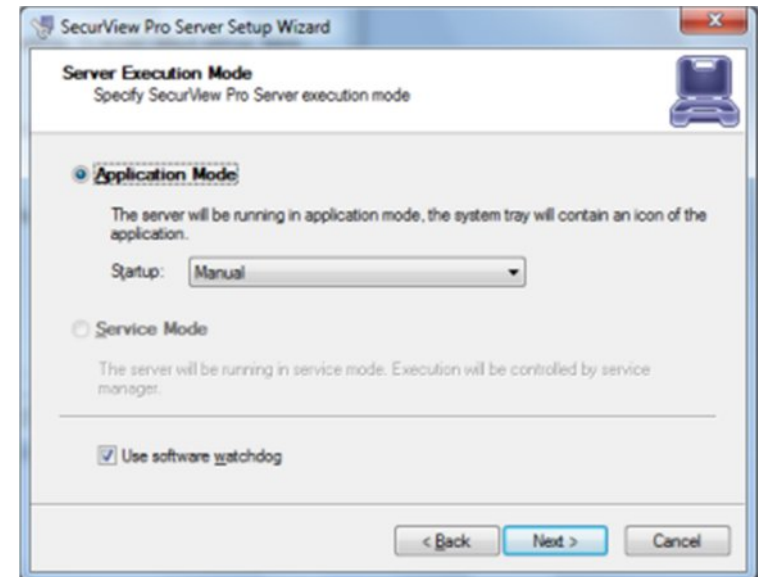 SecurView Pro Server Setup Wizard
Server Execution Mode
Specify SecurView Pro Server execution mode
Application Mode
The server will be running in application mode, the system tray will contain an icon of the
application.
Startup: Manual
Service Mode
The server will be running in service mode. Execution will be controlled by service
manager.
Use software watchdog
< Back Next > Cancel